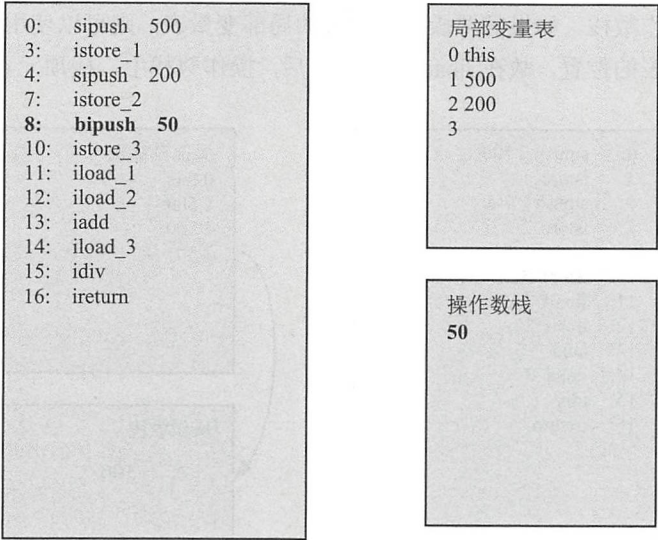 0: sipush 500
3: istore_1
4: sipush 200
7: istore_2
8: bipush 50
10: istore_3
11: iload_1
12: iload_2
13: iadd
14: iload_3
15: idiv
16: ireturn
局部变量表
0 this
1 500
2 200
3
操作数栈
50